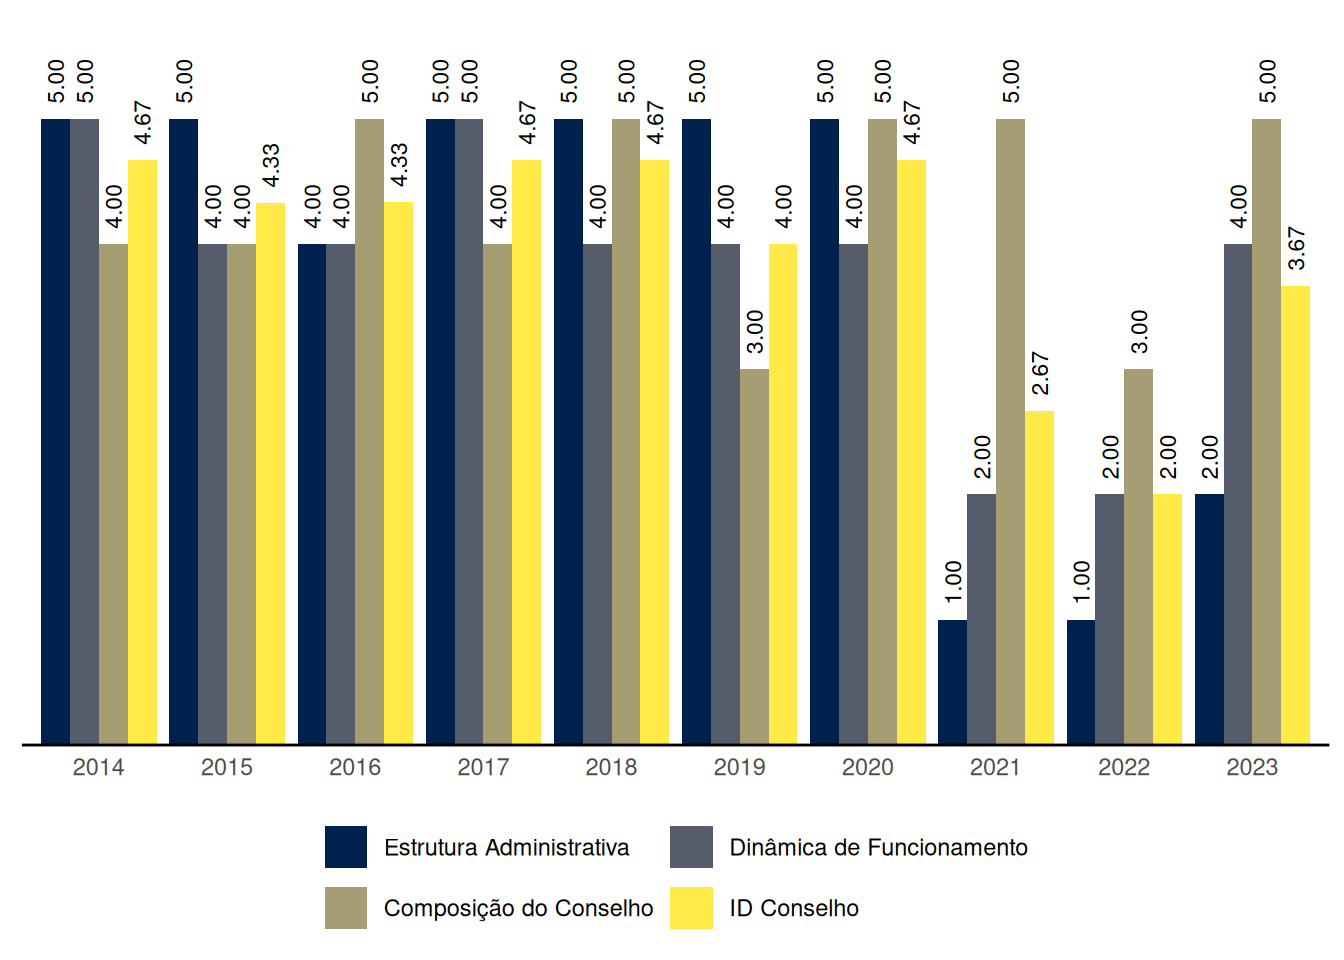 5.00 5.00 4.00 4.67
5.00 4.00 4.00 4.33
4.00 4.00 5.00 4.33
5.00 5.00 4.00 4.67
5.00 4.00 5.00 4.67
5.00 4.00 3.00 4.00
5.00 4.00 5.00 4.67
1.00 2.00 5.00 2.67
1.00 2.00 3.00 2.00
2.00 4.00 5.00 3.67
2014 2015 2016 2017 2018 2019 2020 2021 2022 2023
Estrutura Administrativa Dinâmica de Funcionamento
Composição do Conselho ID Conselho